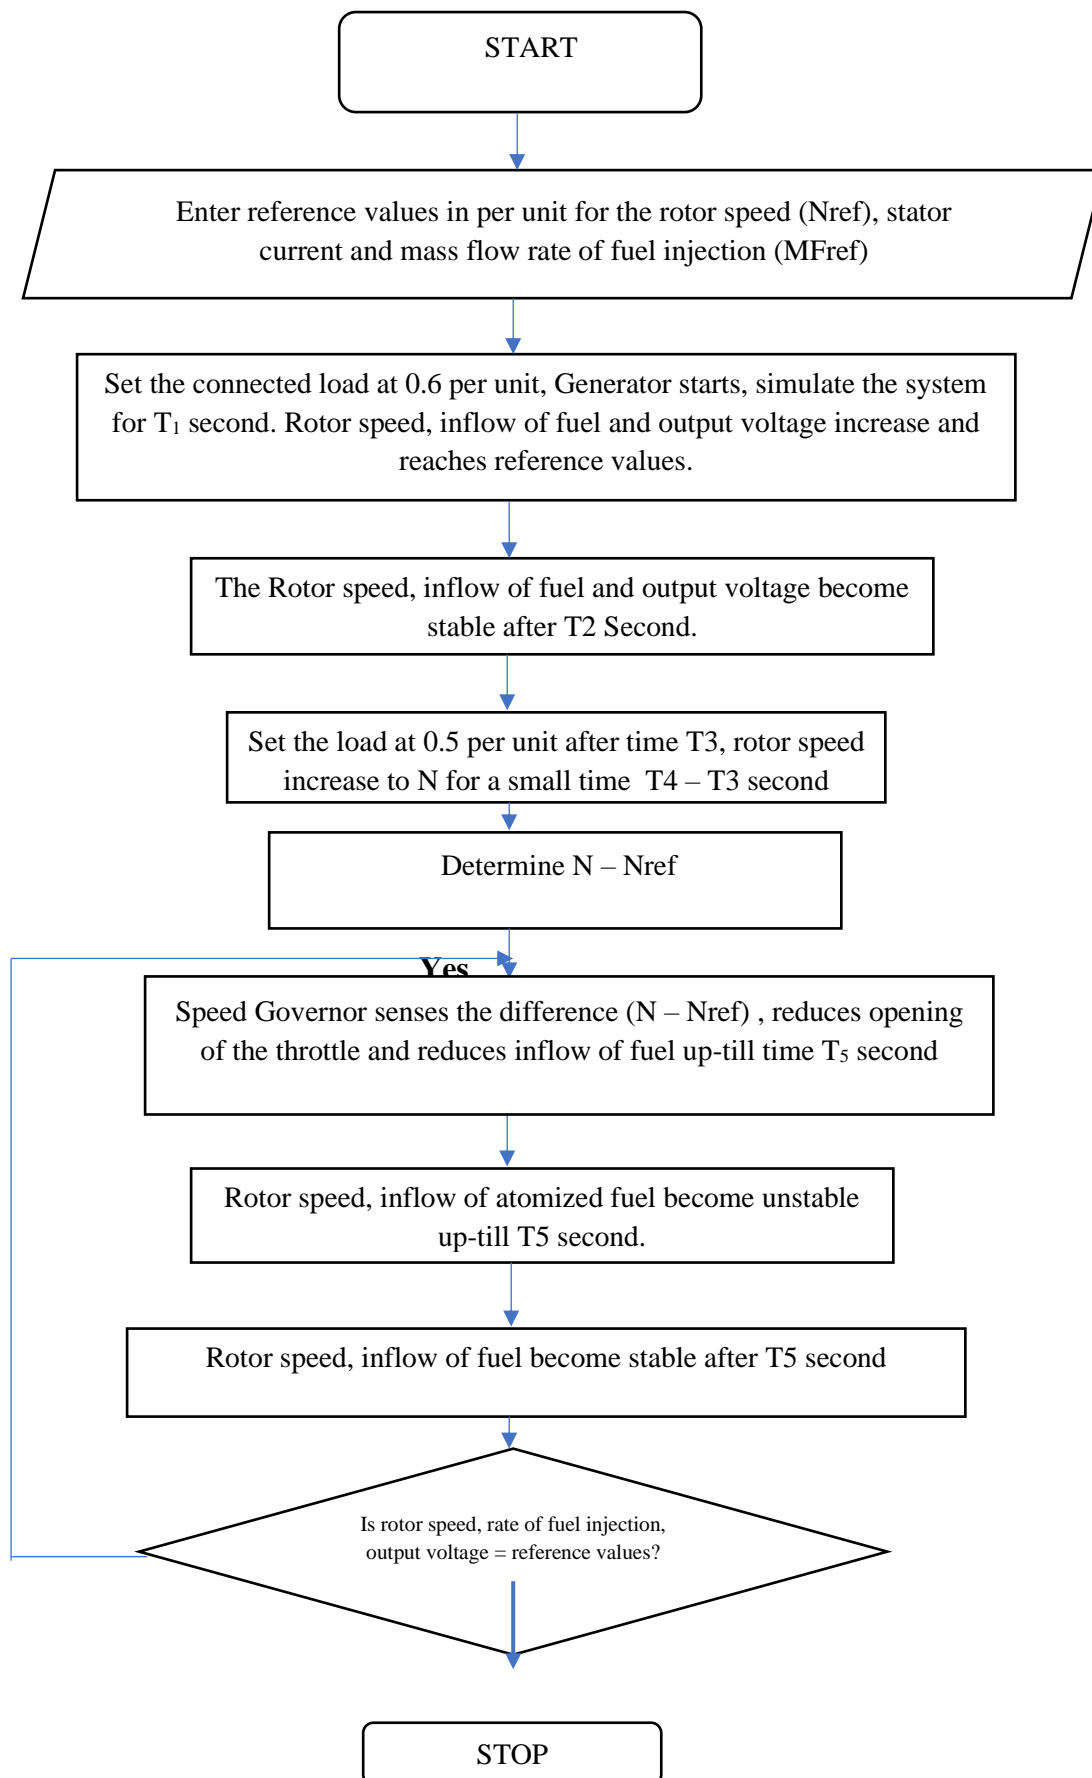 START
Enter reference values in per unit for the rotor speed (Nref), stator
current and mass flow rate of fuel injection (MFref)
Set the connected load at 0.6 per unit, Generator starts, simulate the system
for T₁ second. Rotor speed, inflow of fuel and output voltage increase and
reaches reference values.
The Rotor speed, inflow of fuel and output voltage become
stable after T2 Second.
Set the load at 0.5 per unit after time T3, rotor speed
increase to N for a small time T4 – T3 second
Determine N – Nref
Yes
Speed Governor senses the difference (N – Nref) , reduces opening
of the throttle and reduces inflow of fuel up-till time T₅ second
Rotor speed, inflow of atomized fuel become unstable
up-till T5 second.
Rotor speed, inflow of fuel become stable after T5 second
Is rotor speed, rate of fuel injection,
output voltage = reference values?
STOP